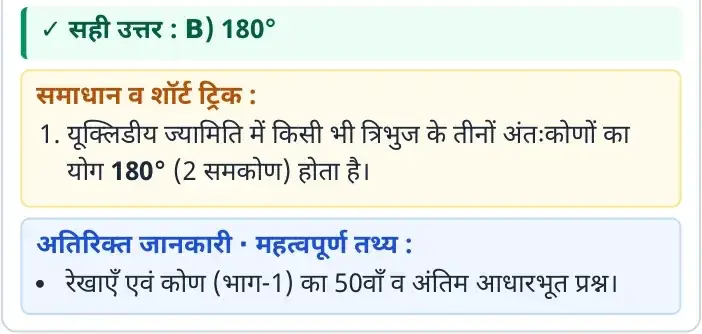 ✓ सही उत्तर : B) 180°
समाधान व शॉर्ट ट्रिक :
1. यूक्लिडीय ज्यामिति में किसी भी त्रिभुज के तीनों अंतःकोणों का
योग 180° (2 समकोण) होता है।
अतिरिक्त जानकारी · महत्वपूर्ण तथ्य :
• रेखाएँ एवं कोण (भाग-1) का 50वाँ व अंतिम आधारभूत प्रश्न।